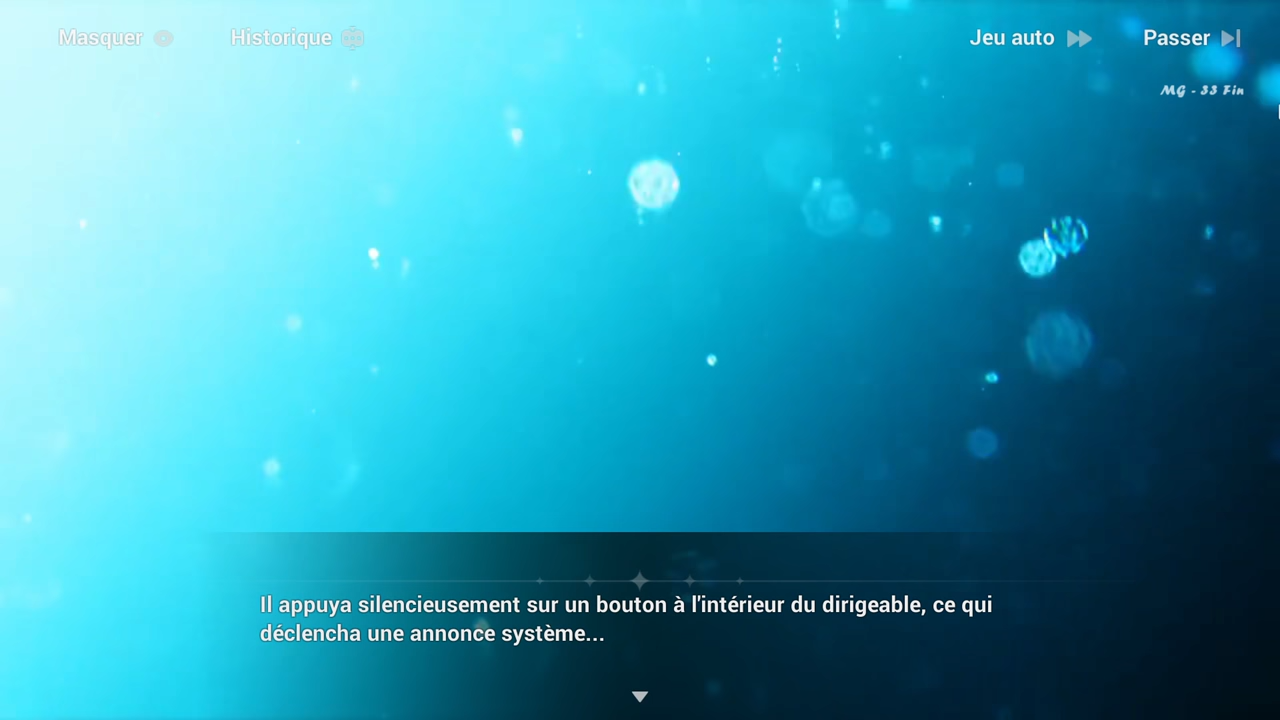 Masquer
Historique
Jeu auto
Passer
MG - 33 Fin
Il appuya silencieusement sur un bouton à l'intérieur du dirigeable, ce qui
déclencha une annonce système...